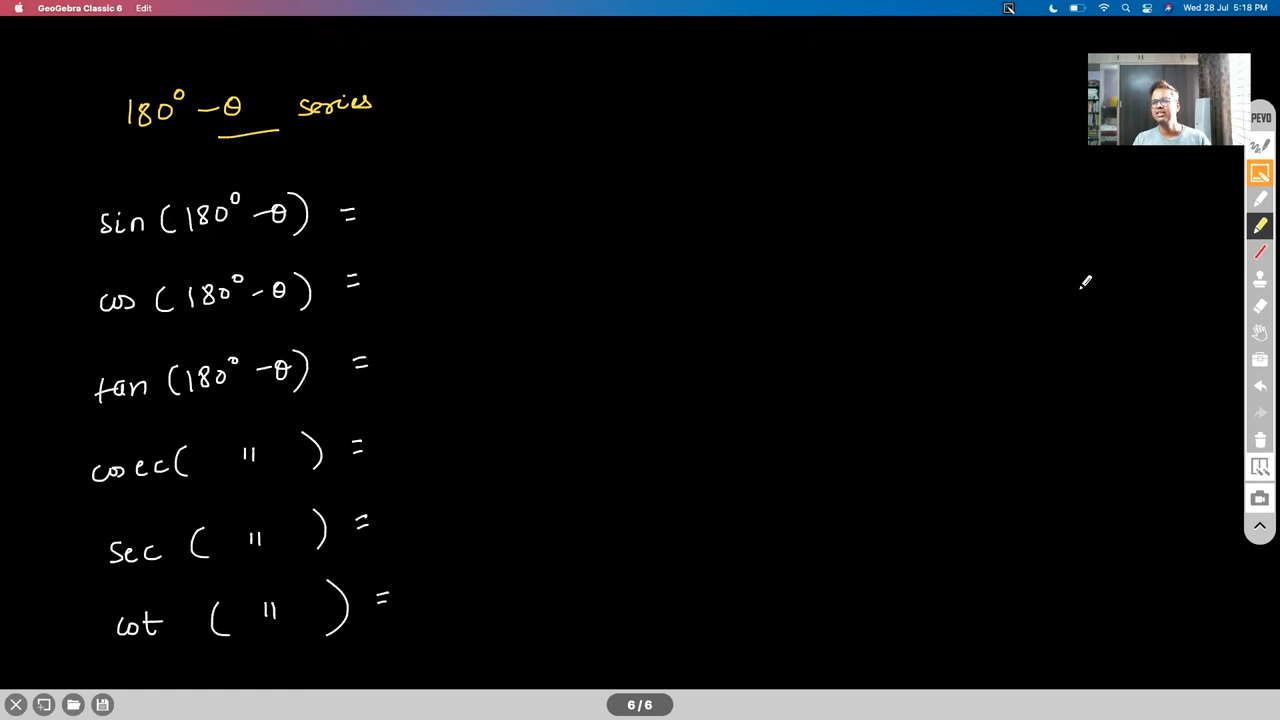 GeoGebra Classic 6 Edit Wed 28 Jul 5:18 PM
180° - θ series
sin (180° - θ) =
cos (180° - θ) =
tan (180° - θ) =
cosec( " ) =
sec ( " ) =
cot ( " ) =
PEVO
6 / 6